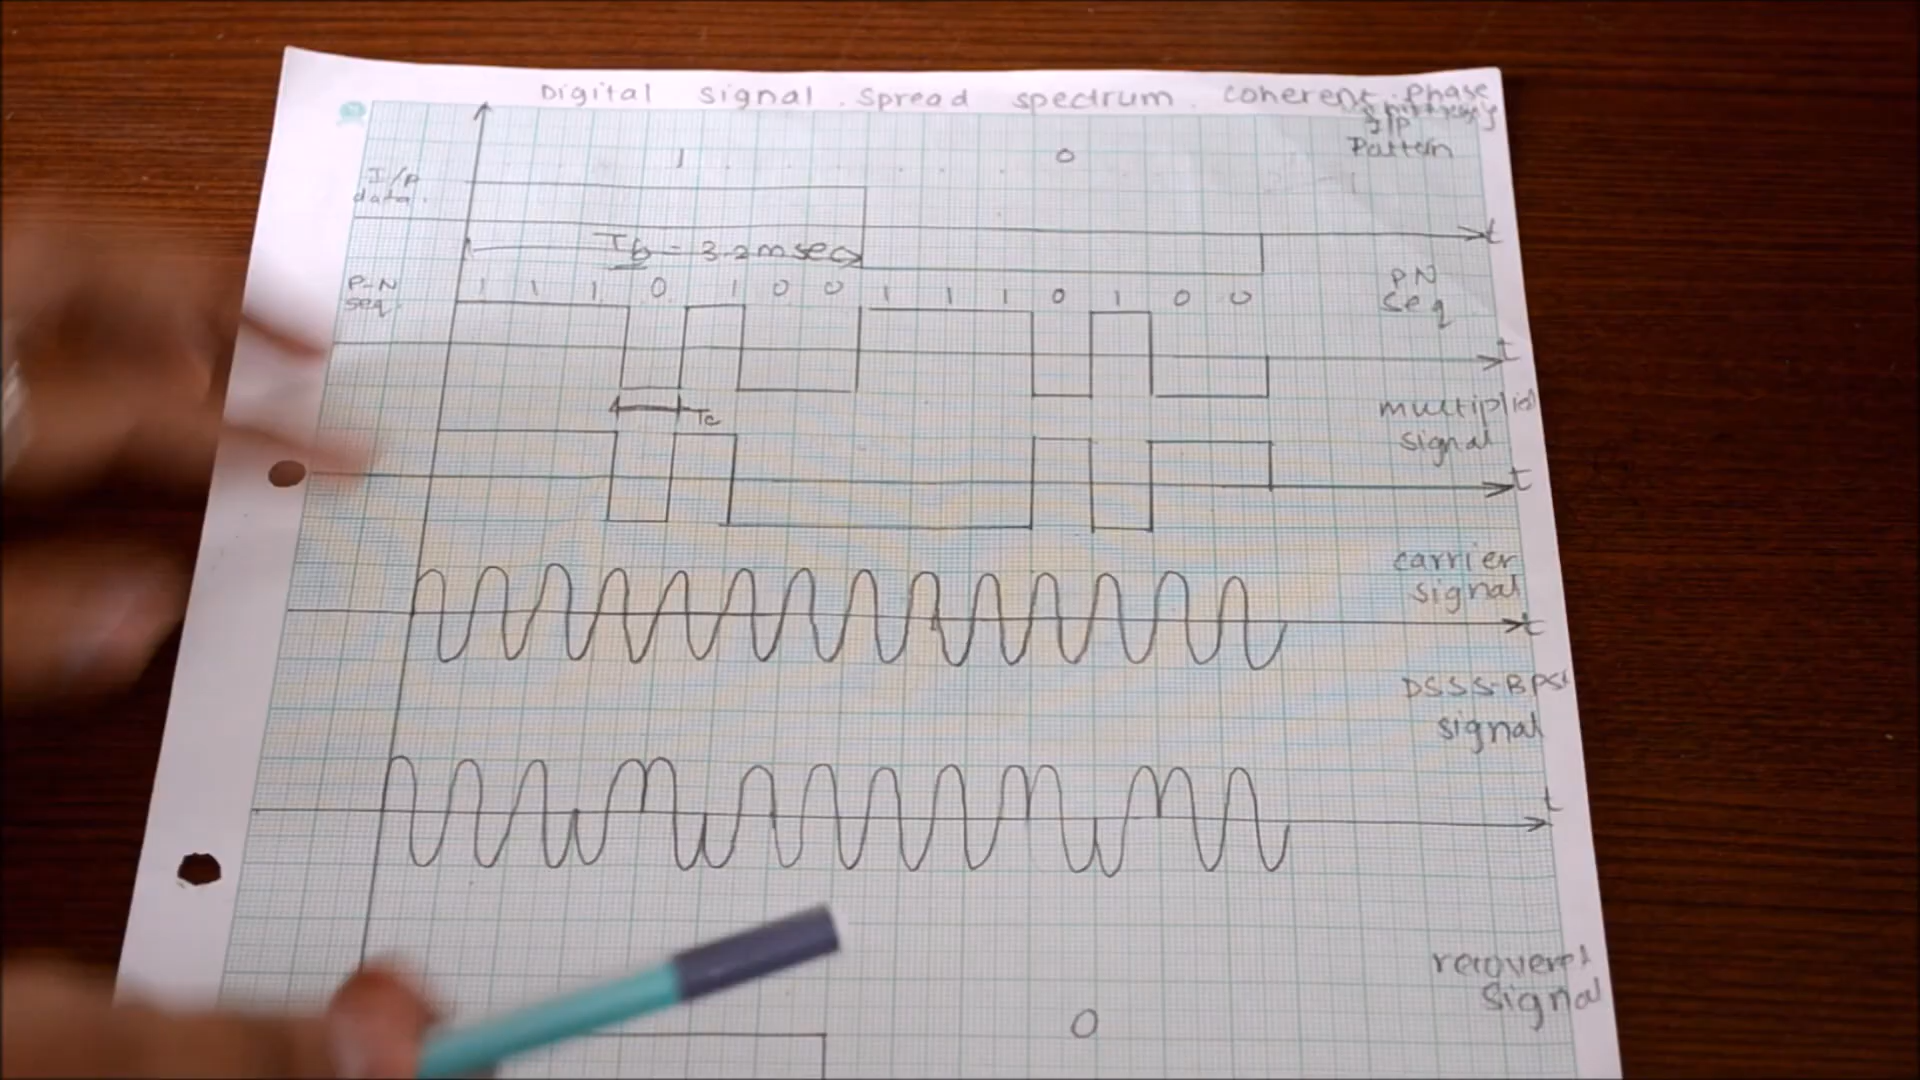 Digital signal spread spectrum coherent phase
I/P
Pattern
1 0
I/P
data
Tb = 3.2msec
P-N
seq
1 1 1 0 1 0 0 1 1 1 0 1 0 0
PN
seq
t
t
Tc
multiplied
signal
t
carrier
signal
t
DSSS-BPSK
signal
t
recovered
signal
0